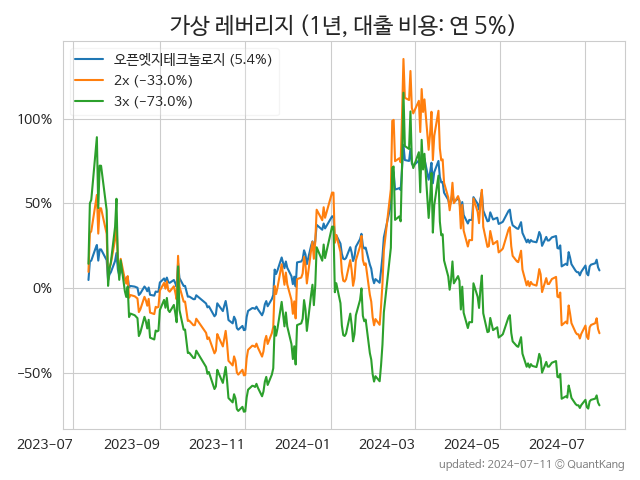 가상 레버리지 (1년, 대출 비용: 연 5%)
오픈엣지테크놀로지 (5.4%)
2x (−33.0%)
3x (−73.0%)
100%
50%
0%
−50%
2023-07 2023-09 2023-11 2024-01 2024-03 2024-05 2024-07
updated: 2024-07-11 © QuantKang